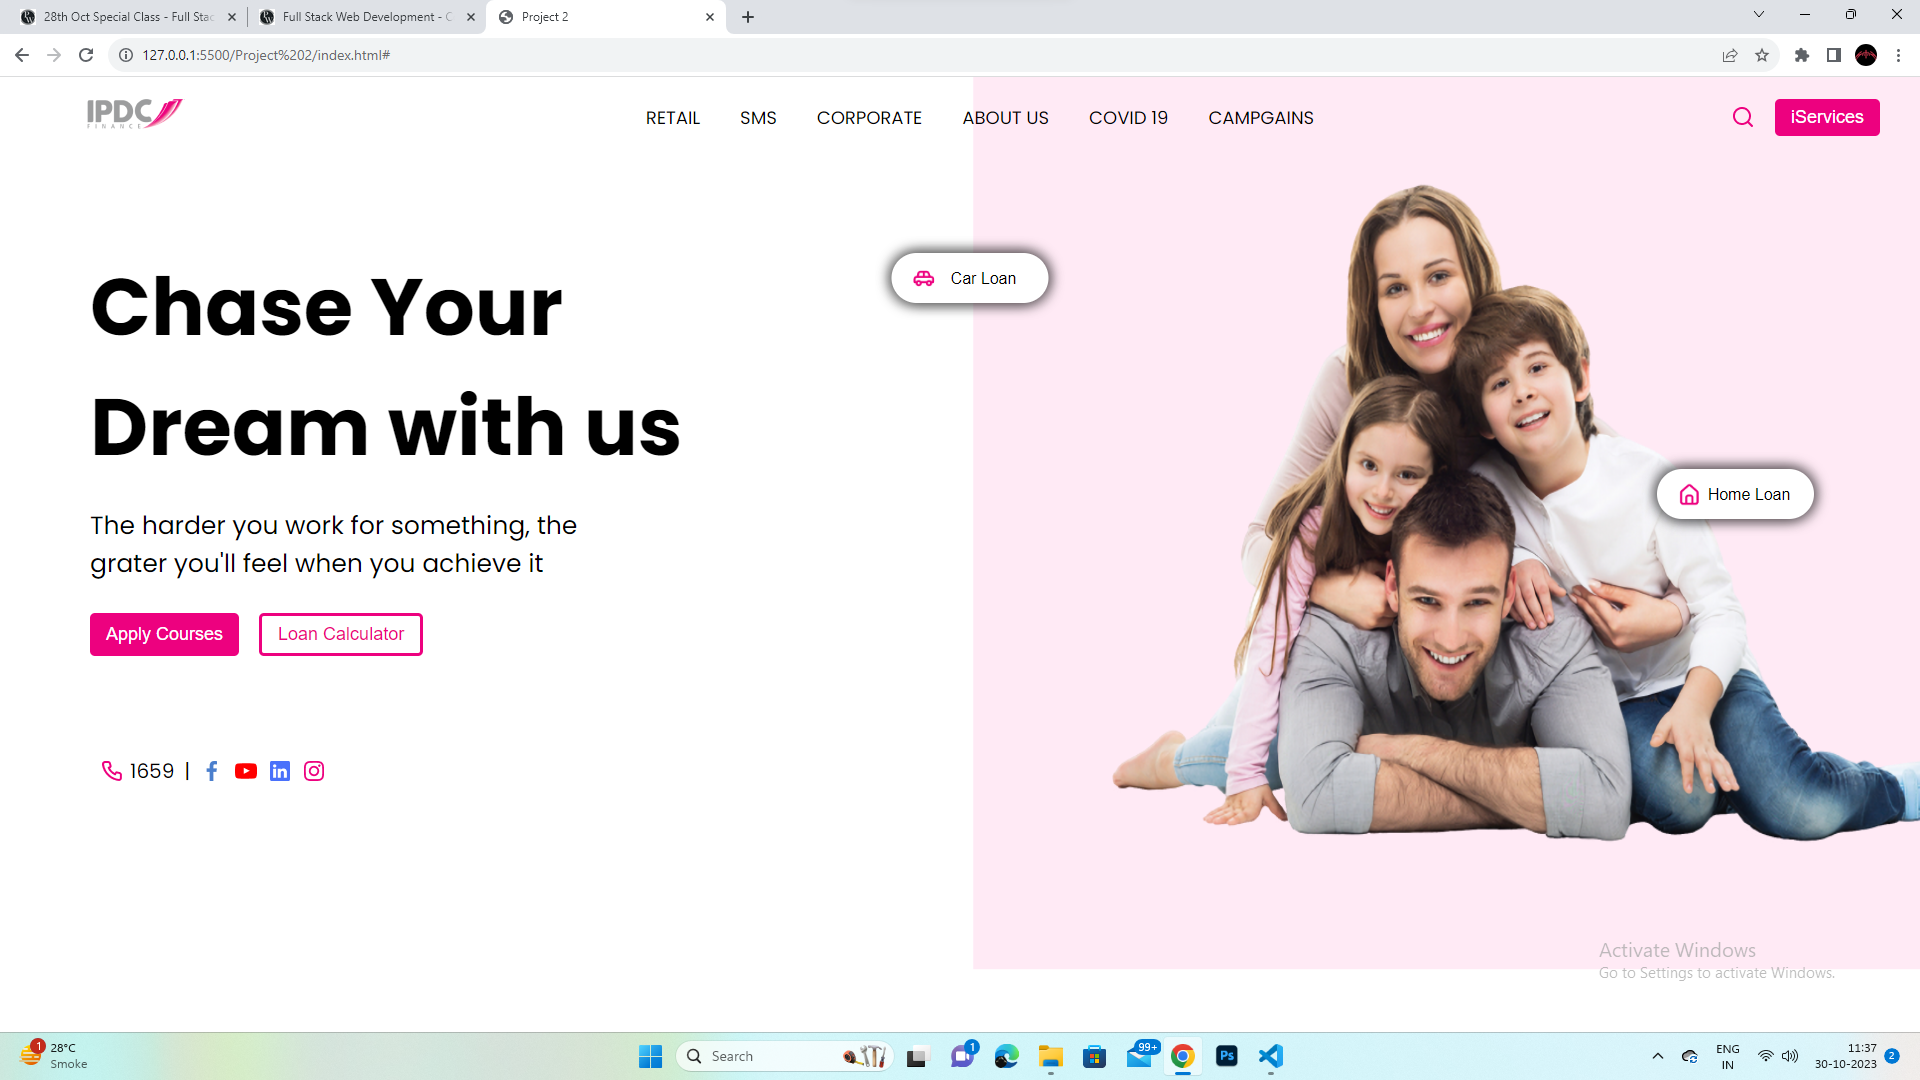 28th Oct Special Class - Full Stac
Full Stack Web Development - C
Project 2
127.0.0.1:5500/Project%202/index.html#
IPDC
FINANCE
RETAIL SMS CORPORATE ABOUT US COVID 19 CAMPGAINS
iServices
Car Loan
Chase Your
Dream with us
Home Loan
The harder you work for something, the
grater you'll feel when you achieve it
Apply Courses
Loan Calculator
1659 |
Activate Windows
Go to Settings to activate Windows.
1
28°C
Smoke
Search
1
99+
Ps
ENG
IN
11:37
30-10-2023
2